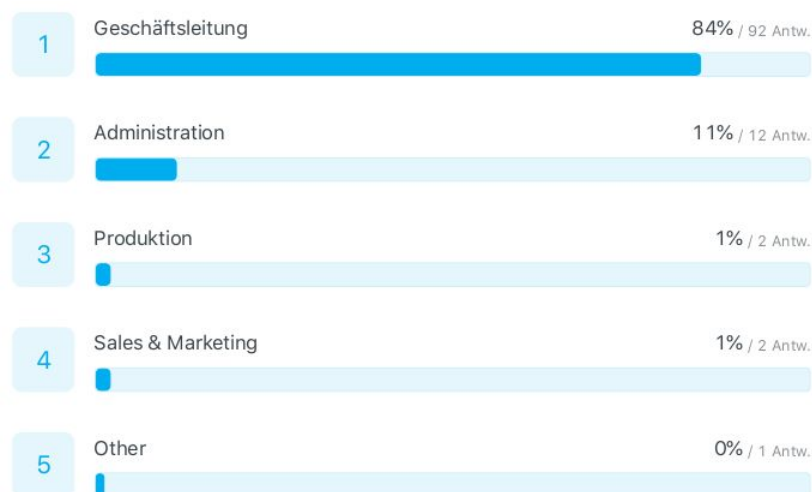 1 Geschäftsleitung 84% / 92 Antw.
2 Administration 11% / 12 Antw.
3 Produktion 1% / 2 Antw.
4 Sales & Marketing 1% / 2 Antw.
5 Other 0% / 1 Antw.